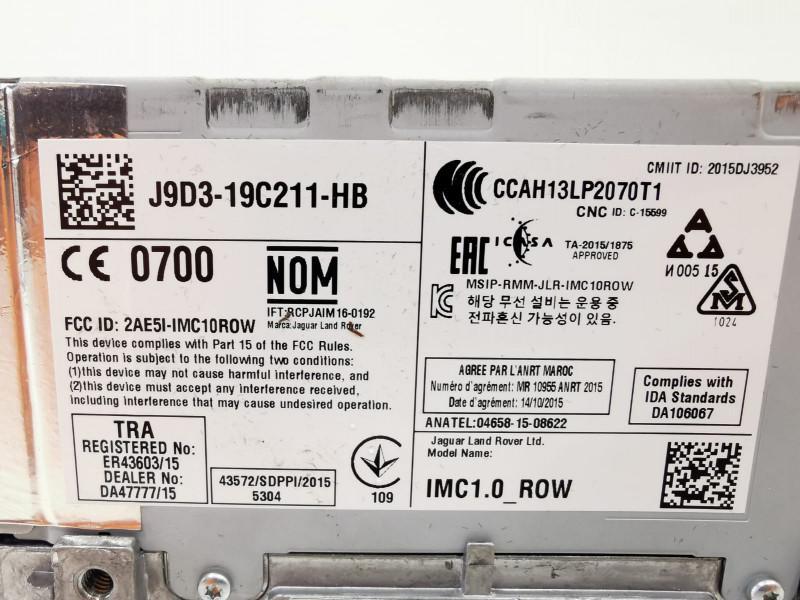 J9D3-19C211-HB
CE 0700
NOM
IFT:RCPJAIM16-0192
Marca:Jaguar Land Rover
FCC ID: 2AE5I-IMC10ROW
This device complies with Part 15 of the FCC Rules.
Operation is subject to the following two conditions:
(1)this device may not cause harmful interference, and
(2)this device must accept any interference received,
including interference that may cause undesired operation.
TRA
REGISTERED No:
ER43603/15
DEALER No:
DA47777/15
43572/SDPPI/2015
5304
109
CMIIT ID: 2015DJ3952
CCAH13LP2070T1
CNC ID: C-15599
EAC
ICASA
TA-2015/1875
APPROVED
И 005 15
SM
1024
MSIP-RMM-JLR-IMC10ROW
해당 무선 설비는 운용 중
전파혼신 가능성이 있음.
AGREE PAR L'ANRT MAROC
Numéro d'agrément: MR 10955 ANRT 2015
Date d'agrément: 14/10/2015
Complies with
IDA Standards
DA106067
ANATEL:04658-15-08622
Jaguar Land Rover Ltd.
Model Name:
IMC1.0_ROW